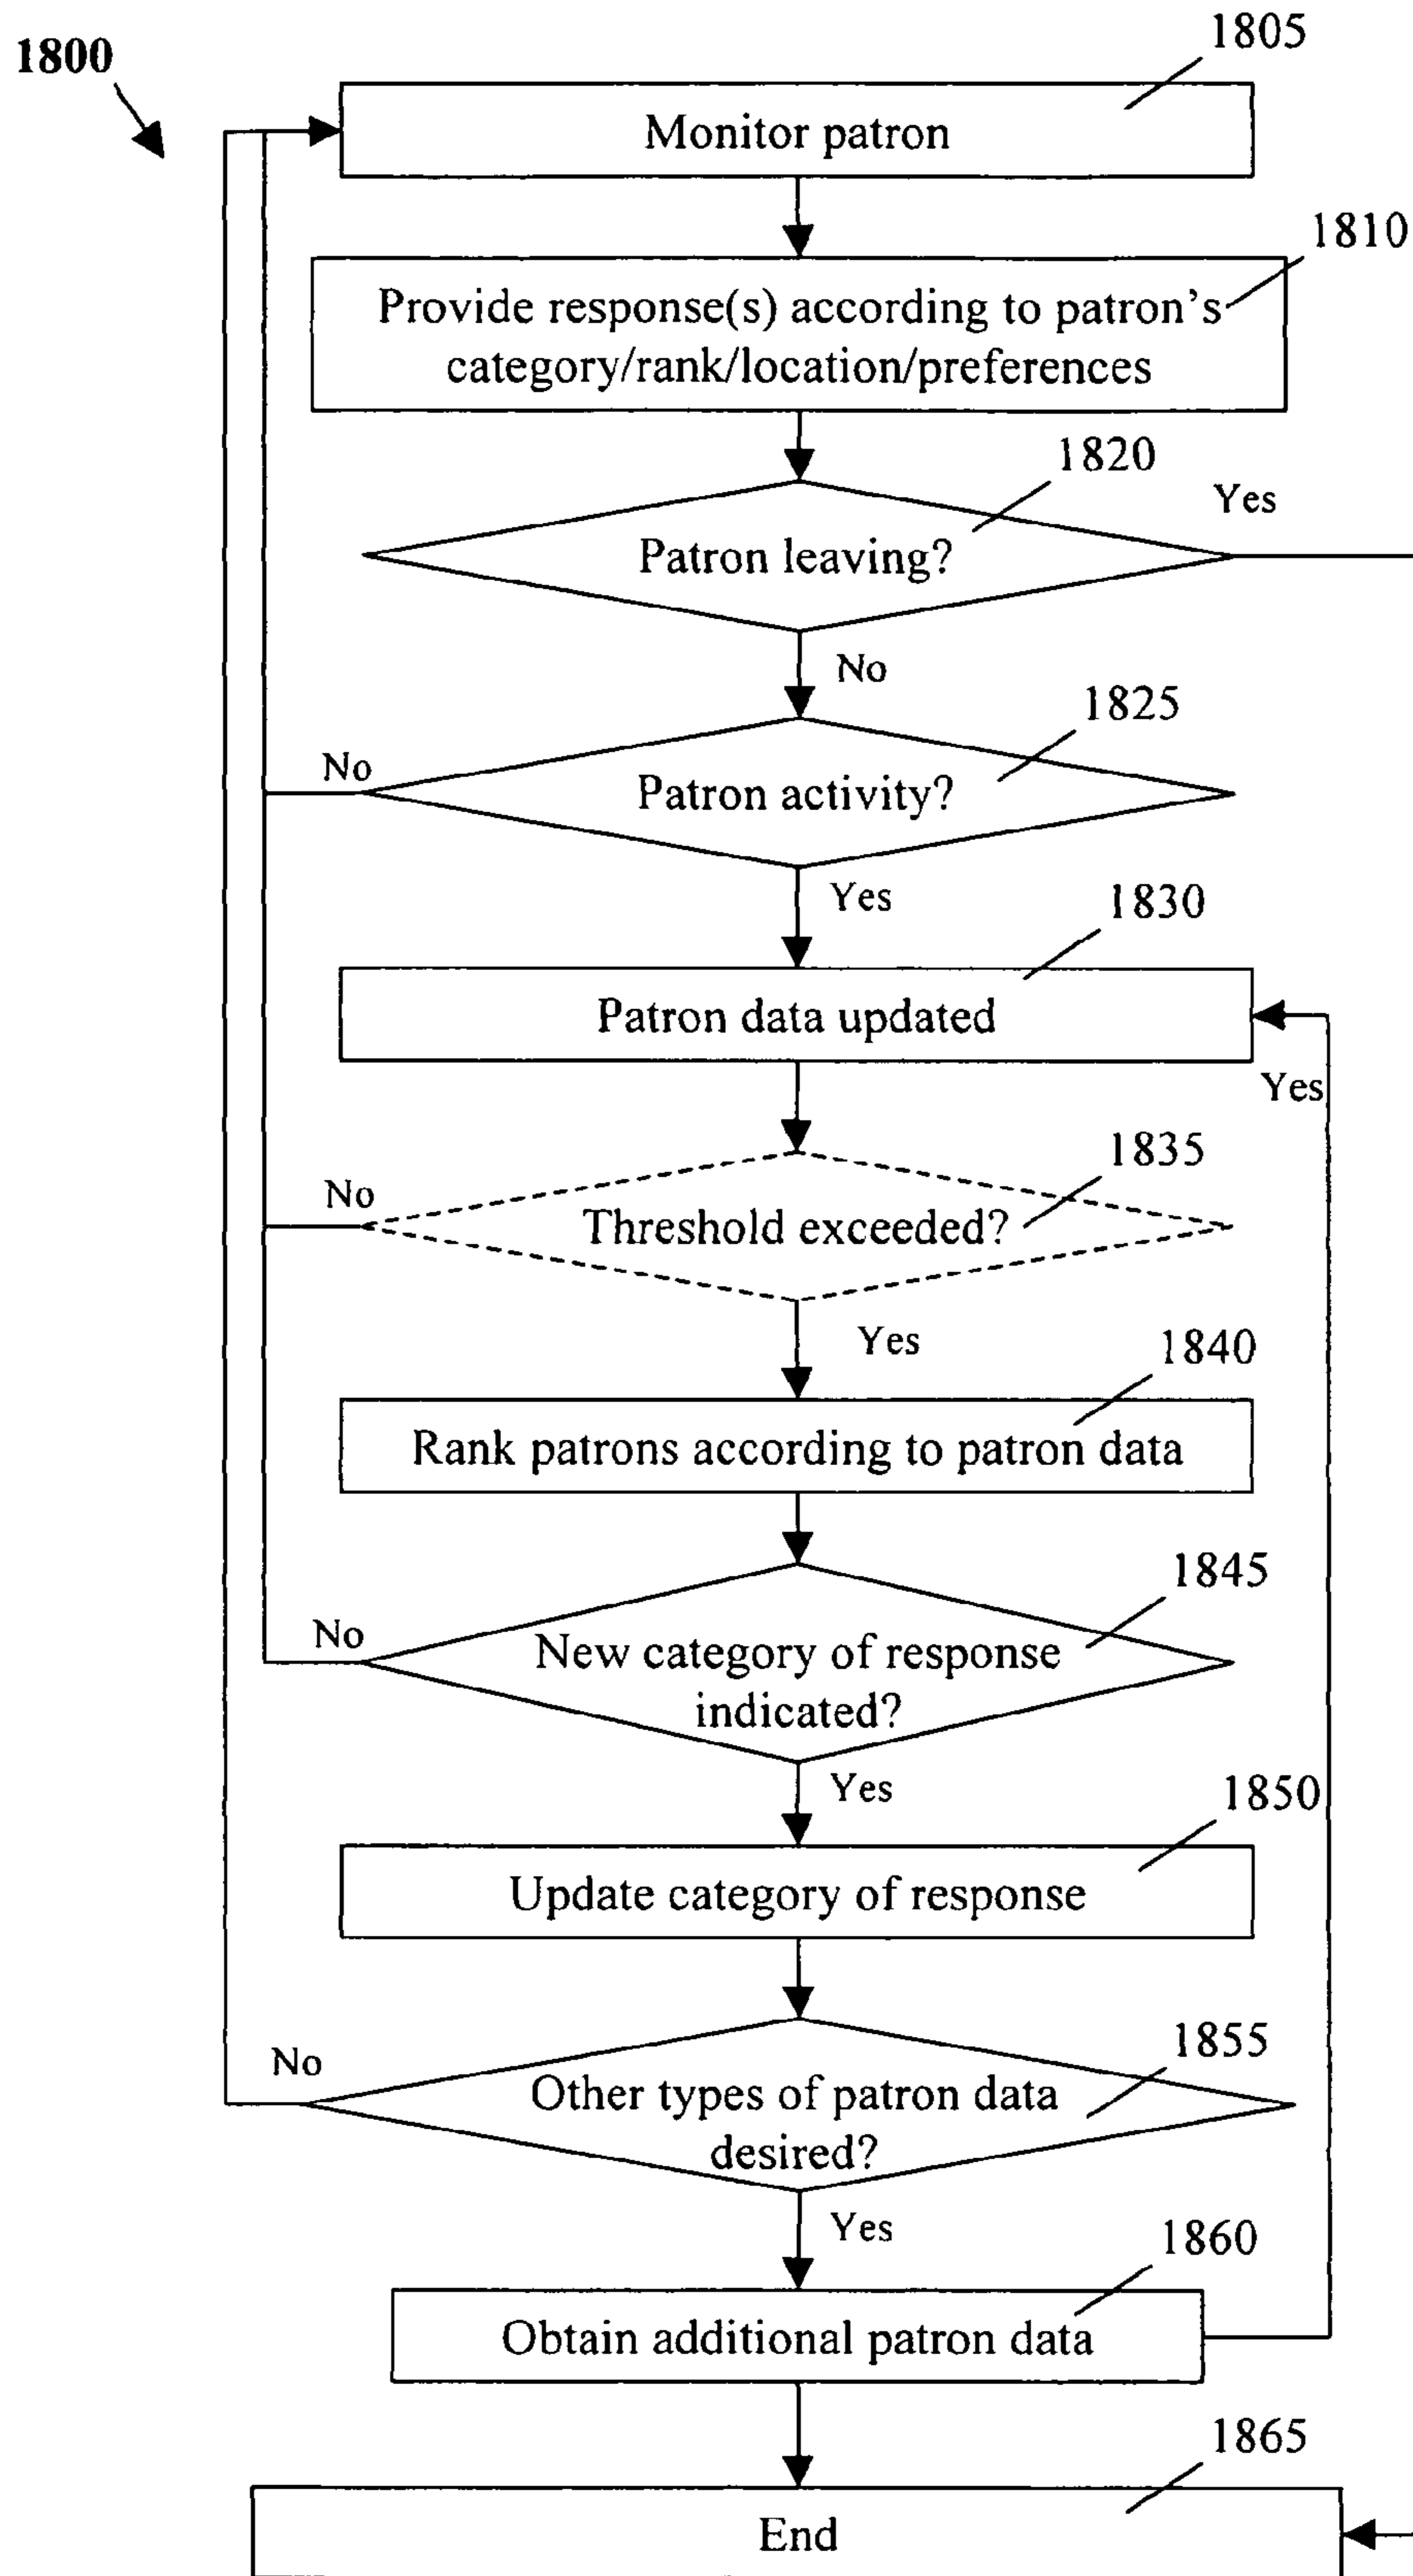 1800
1805
Monitor patron
1810
Provide response(s) according to patron's
category/rank/location/preferences
1820
Yes
Patron leaving?
No
1825
No
Patron activity?
Yes
1830
Patron data updated
Yes
1835
No
Threshold exceeded?
Yes
1840
Rank patrons according to patron data
1845
No
New category of response
indicated?
Yes
1850
Update category of response
1855
No
Other types of patron data
desired?
Yes
1860
Obtain additional patron data
1865
End